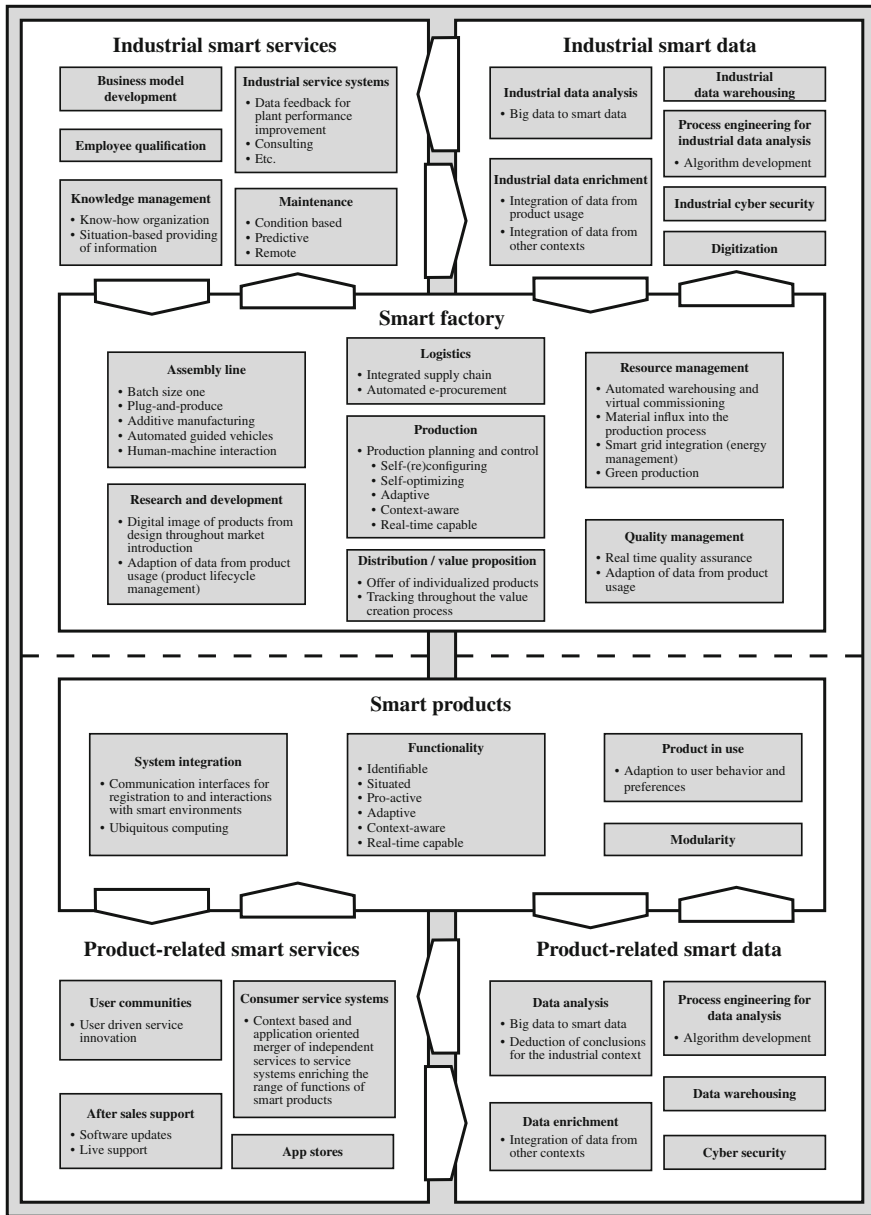 Industrial smart services
Business model
development
Employee qualification
Knowledge management
• Know-how organization
• Situation-based providing
of information
Industrial service systems
• Data feedback for
plant performance
improvement
• Consulting
• Etc.
Maintenance
• Condition based
• Predictive
• Remote
Industrial smart data
Industrial data analysis
• Big data to smart data
Industrial data enrichment
• Integration of data from
product usage
• Integration of data from
other contexts
Industrial
data warehousing
Process engineering for
industrial data analysis
• Algorithm development
Industrial cyber security
Digitization
Smart factory
Assembly line
• Batch size one
• Plug-and-produce
• Additive manufacturing
• Automated guided vehicles
• Human-machine interaction
Research and development
• Digital image of products from
design throughout market
introduction
• Adaption of data from product
usage (product lifecycle
management)
Logistics
• Integrated supply chain
• Automated e-procurement
Production
• Production planning and control
• Self-(re)configuring
• Self-optimizing
• Adaptive
• Context-aware
• Real-time capable
Distribution / value proposition
• Offer of individualized products
• Tracking throughout the value
creation process
Resource management
• Automated warehousing and
virtual commissioning
• Material influx into the
production process
• Smart grid integration (energy
management)
• Green production
Quality management
• Real time quality assurance
• Adaption of data from product
usage
Smart products
System integration
• Communication interfaces for
registration to and interactions
with smart environments
• Ubiquitous computing
Functionality
• Identifiable
• Situated
• Pro-active
• Adaptive
• Context-aware
• Real-time capable
Product in use
• Adaption to user behavior and
preferences
Modularity
Product-related smart services
User communities
• User driven service
innovation
After sales support
• Software updates
• Live support
Consumer service systems
• Context based and
application oriented
merger of independent
services to service
systems enriching the
range of functions of
smart products
App stores
Product-related smart data
Data analysis
• Big data to smart data
• Deduction of conclusions
for the industrial context
Data enrichment
• Integration of data from
other contexts
Process engineering for
data analysis
• Algorithm development
Data warehousing
Cyber security